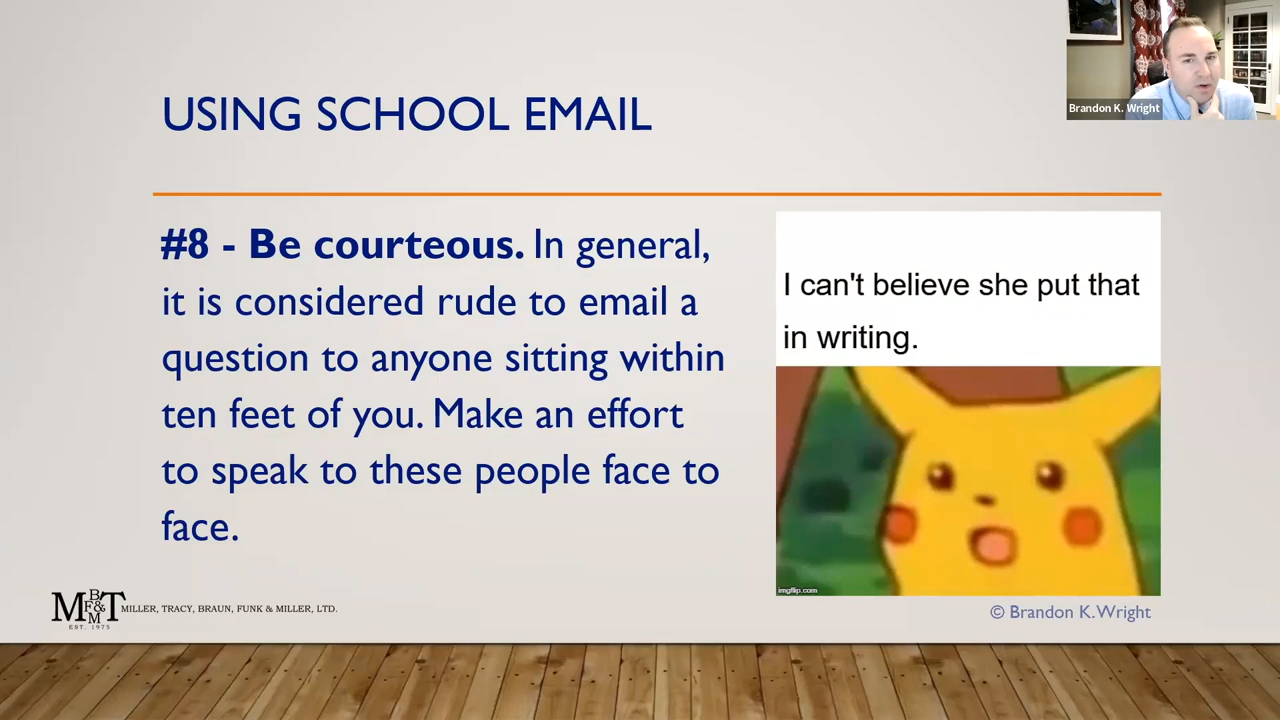 Brandon K. Wright
USING SCHOOL EMAIL
#8 - Be courteous. In general,
it is considered rude to email a
question to anyone sitting within
ten feet of you. Make an effort
to speak to these people face to
face.
I can't believe she put that
in writing.
imgflip.com
MBFM&T
EST. 1975
MILLER, TRACY, BRAUN, FUNK & MILLER, LTD.
© Brandon K.Wright